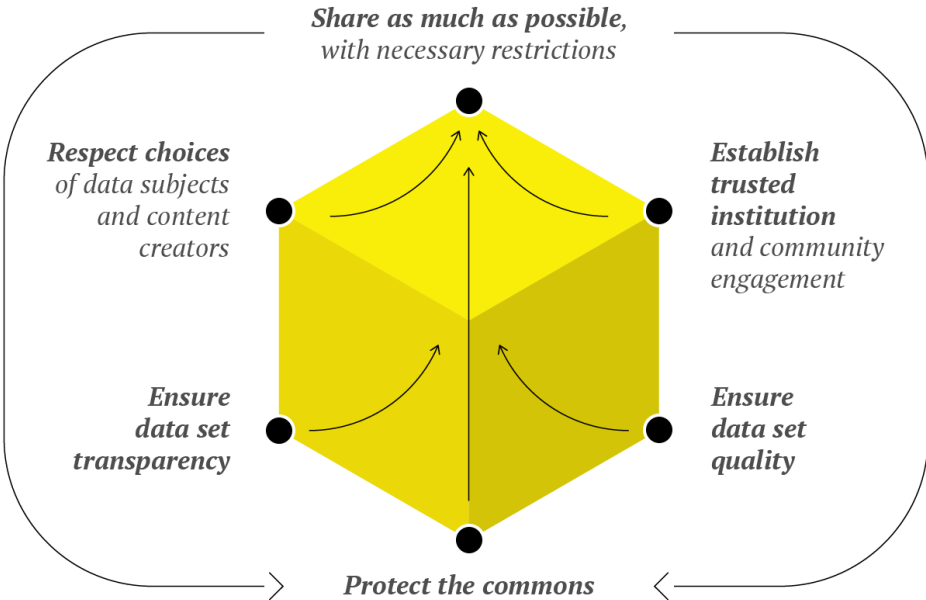 Share as much as possible,
with necessary restrictions
Respect choices
of data subjects
and content
creators
Establish
trusted
institution
and community
engagement
Ensure
data set
transparency
Ensure
data set
quality
Protect the commons